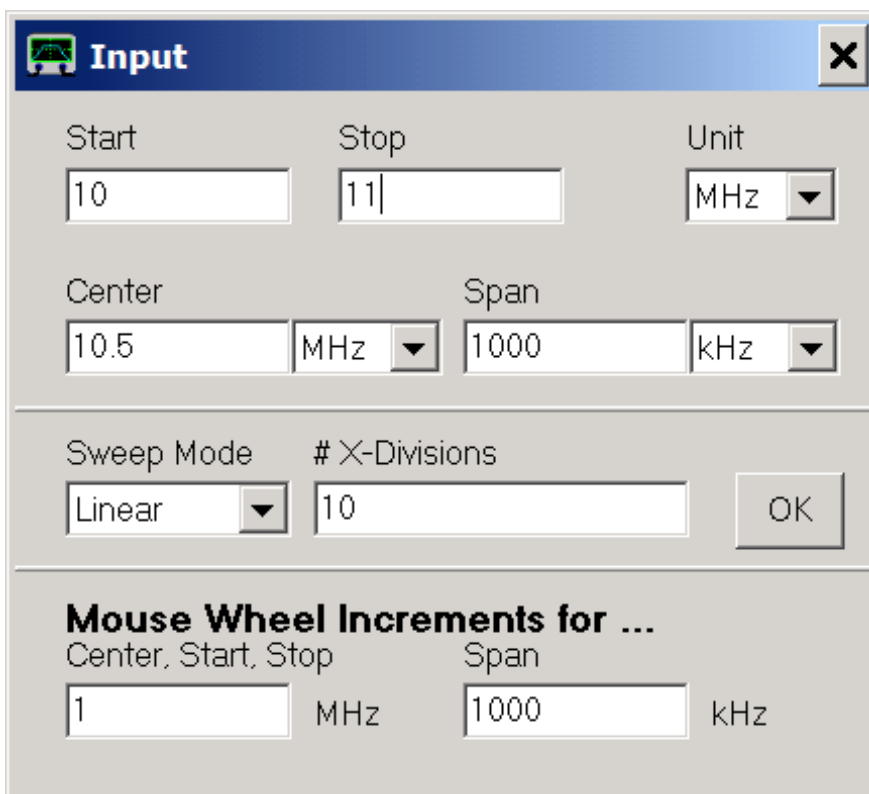 Input
Start Stop Unit
10 11 MHz
Center Span
10.5 MHz 1000 kHz
Sweep Mode # X-Divisions
Linear 10 OK
Mouse Wheel Increments for ...
Center, Start, Stop Span
1 MHz 1000 kHz